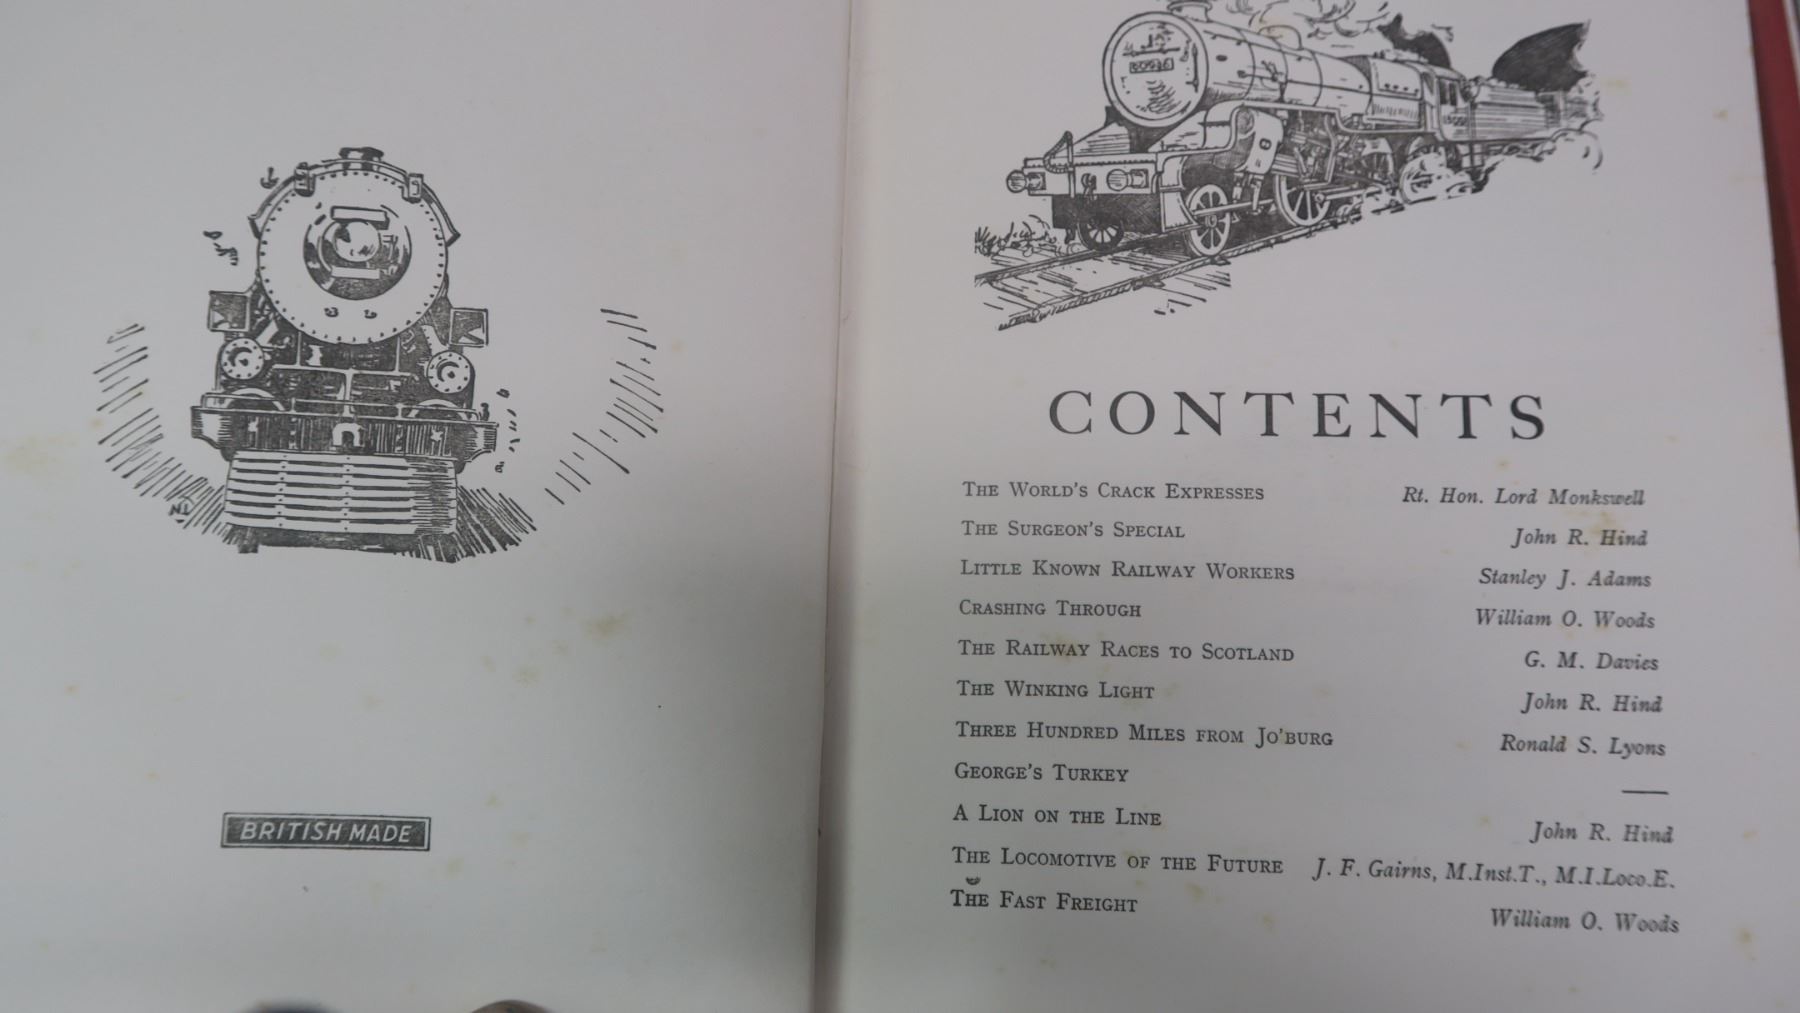 BRITISH MADE
CONTENTS
THE WORLD'S CRACK EXPRESSES Rt. Hon. Lord Monkswell
THE SURGEON'S SPECIAL John R. Hind
LITTLE KNOWN RAILWAY WORKERS Stanley J. Adams
CRASHING THROUGH William O. Woods
THE RAILWAY RACES TO SCOTLAND G. M. Davies
THE WINKING LIGHT John R. Hind
THREE HUNDRED MILES FROM JO'BURG Ronald S. Lyons
GEORGE'S TURKEY —
A LION ON THE LINE John R. Hind
THE LOCOMOTIVE OF THE FUTURE J. F. Gairns, M.Inst.T., M.I.Loco.E.
THE FAST FREIGHT William O. Woods